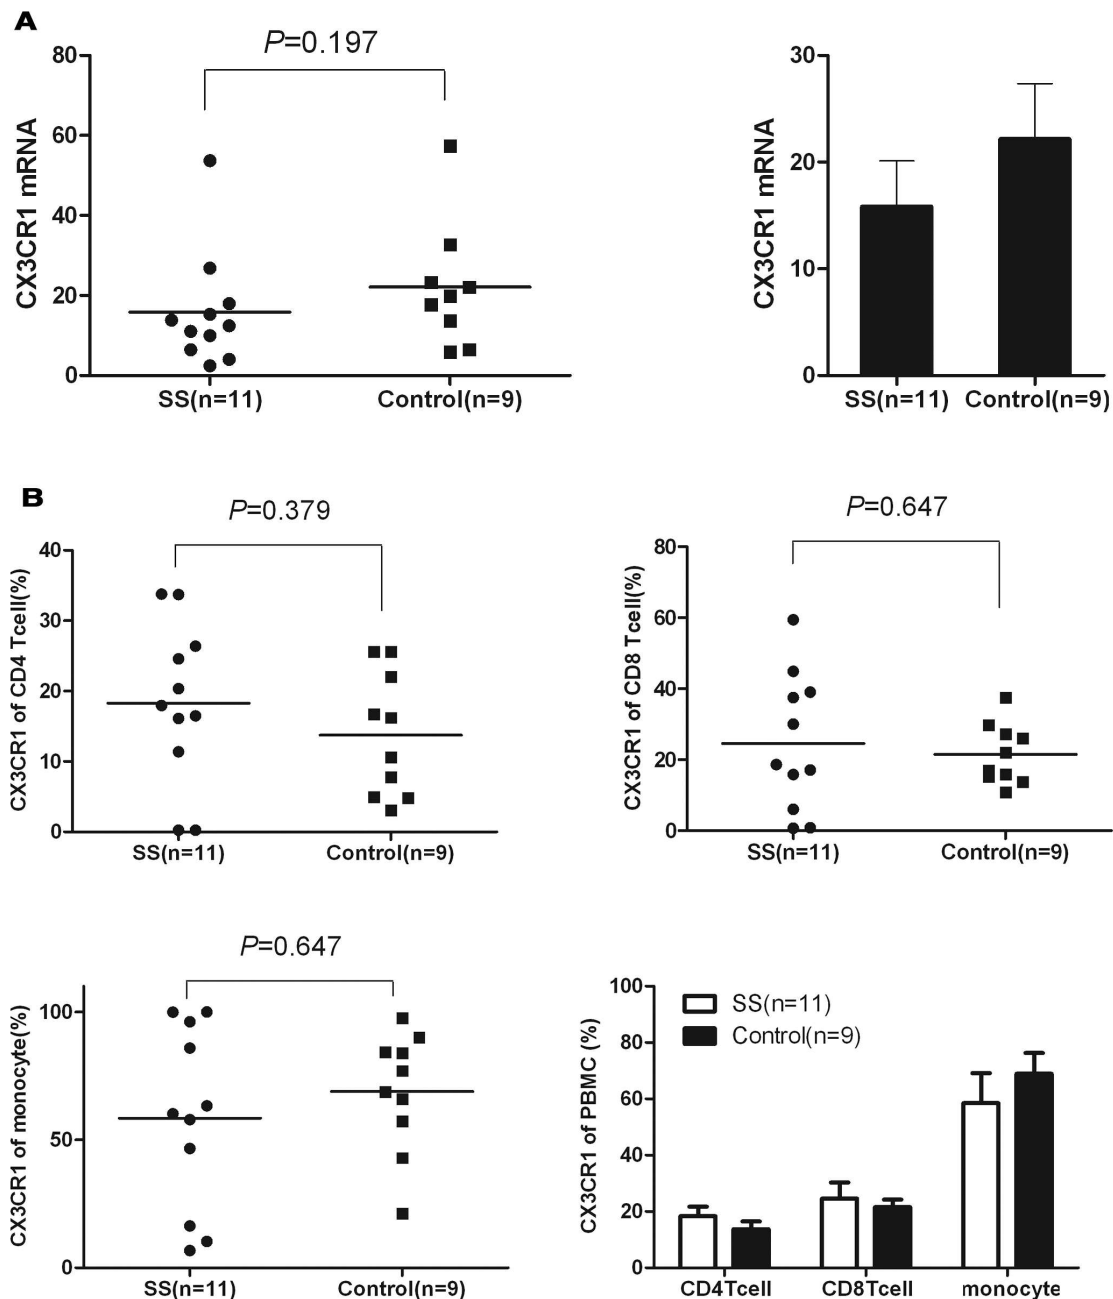 A
P=0.197
80
60
40
20
0
CX3CR1 mRNA
SS(n=11)
Control(n=9)
30
20
10
0
CX3CR1 mRNA
SS(n=11)
Control(n=9)
B
P=0.379
40
30
20
10
0
CX3CR1 of CD4 Tcell(%)
SS(n=11)
Control(n=9)
P=0.647
80
60
40
20
0
CX3CR1 of CD8 Tcell(%)
SS(n=11)
Control(n=9)
P=0.647
100
50
0
CX3CR1 of monocyte(%)
SS(n=11)
Control(n=9)
100
80
60
40
20
0
CX3CR1 of PBMC (%)
SS(n=11)
Control(n=9)
CD4Tcell
CD8Tcell
monocyte